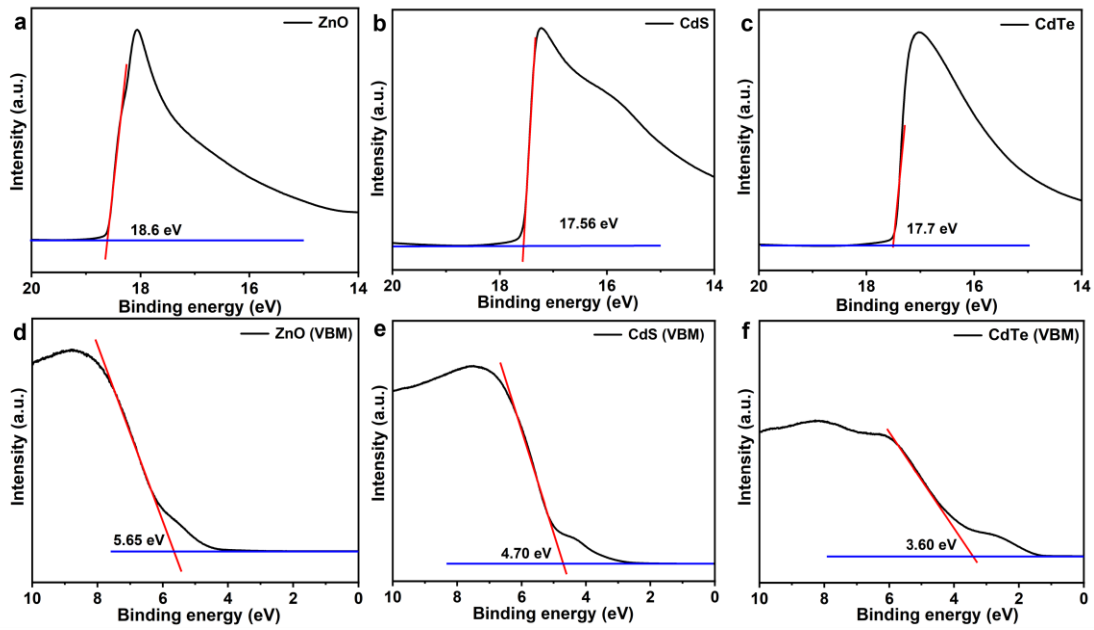 a
ZnO
Intensity (a.u.)
18.6 eV
20 18 16 14
Binding energy (eV)
b
CdS
Intensity (a.u.)
17.56 eV
20 18 16 14
Binding energy (eV)
c
CdTe
Intensity (a.u.)
17.7 eV
20 18 16 14
Binding energy (eV)
d
ZnO (VBM)
Intensity (a.u.)
5.65 eV
10 8 6 4 2 0
Binding energy (eV)
e
CdS (VBM)
Intensity (a.u.)
4.70 eV
10 8 6 4 2 0
Binding energy (eV)
f
CdTe (VBM)
Intensity (a.u.)
3.60 eV
10 8 6 4 2 0
Binding energy (eV)